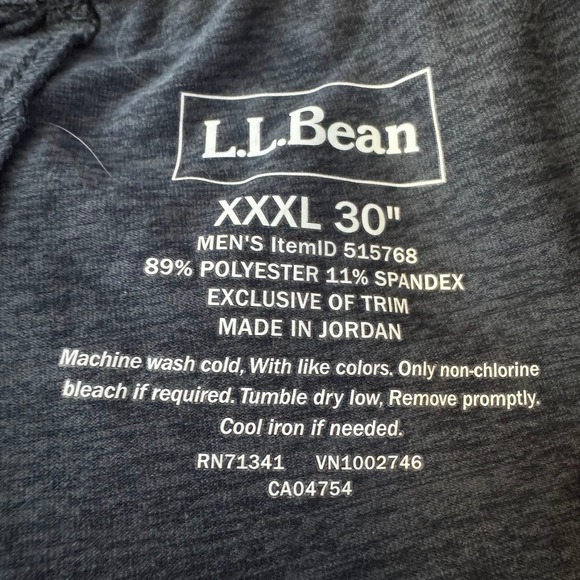 L.L.Bean
XXXL 30"
MEN'S ItemID 515768
89% POLYESTER 11% SPANDEX
EXCLUSIVE OF TRIM
MADE IN JORDAN
Machine wash cold, With like colors. Only non-chlorine
bleach if required. Tumble dry low, Remove promptly.
Cool iron if needed.
RN71341 VN1002746
CA04754